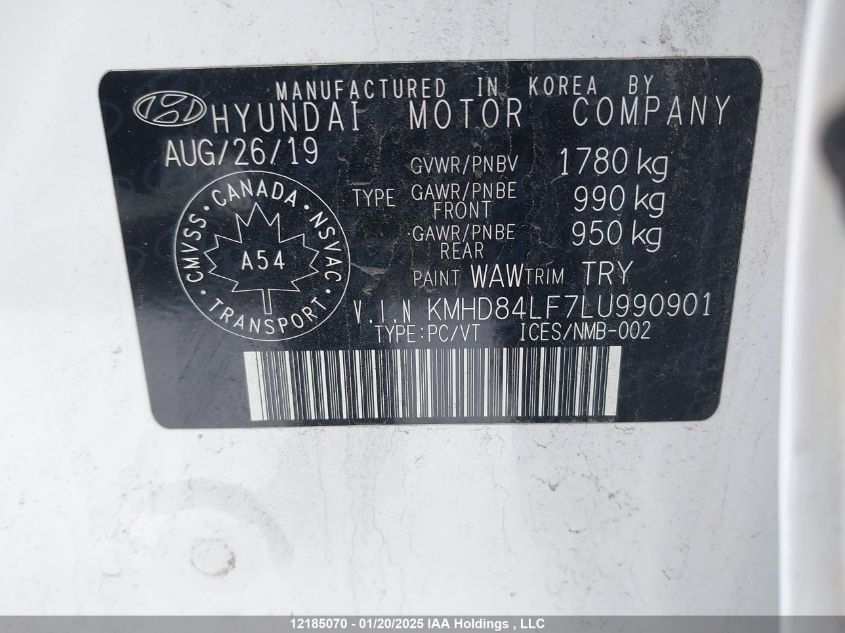 MANUFACTURED IN KOREA BY
HYUNDAI MOTOR COMPANY
AUG/26/19
GVWR/PNBV 1780 kg
TYPE GAWR/PNBE FRONT 990 kg
GAWR/PNBE REAR 950 kg
CANADA
CMVSS · NSVAC
A54
TRANSPORT
PAINT WAW TRIM TRY
V.I.N KMHD84LF7LU990901
TYPE:PC/VT ICES/NMB-002
12185070 - 01/20/2025 IAA Holdings , LLC